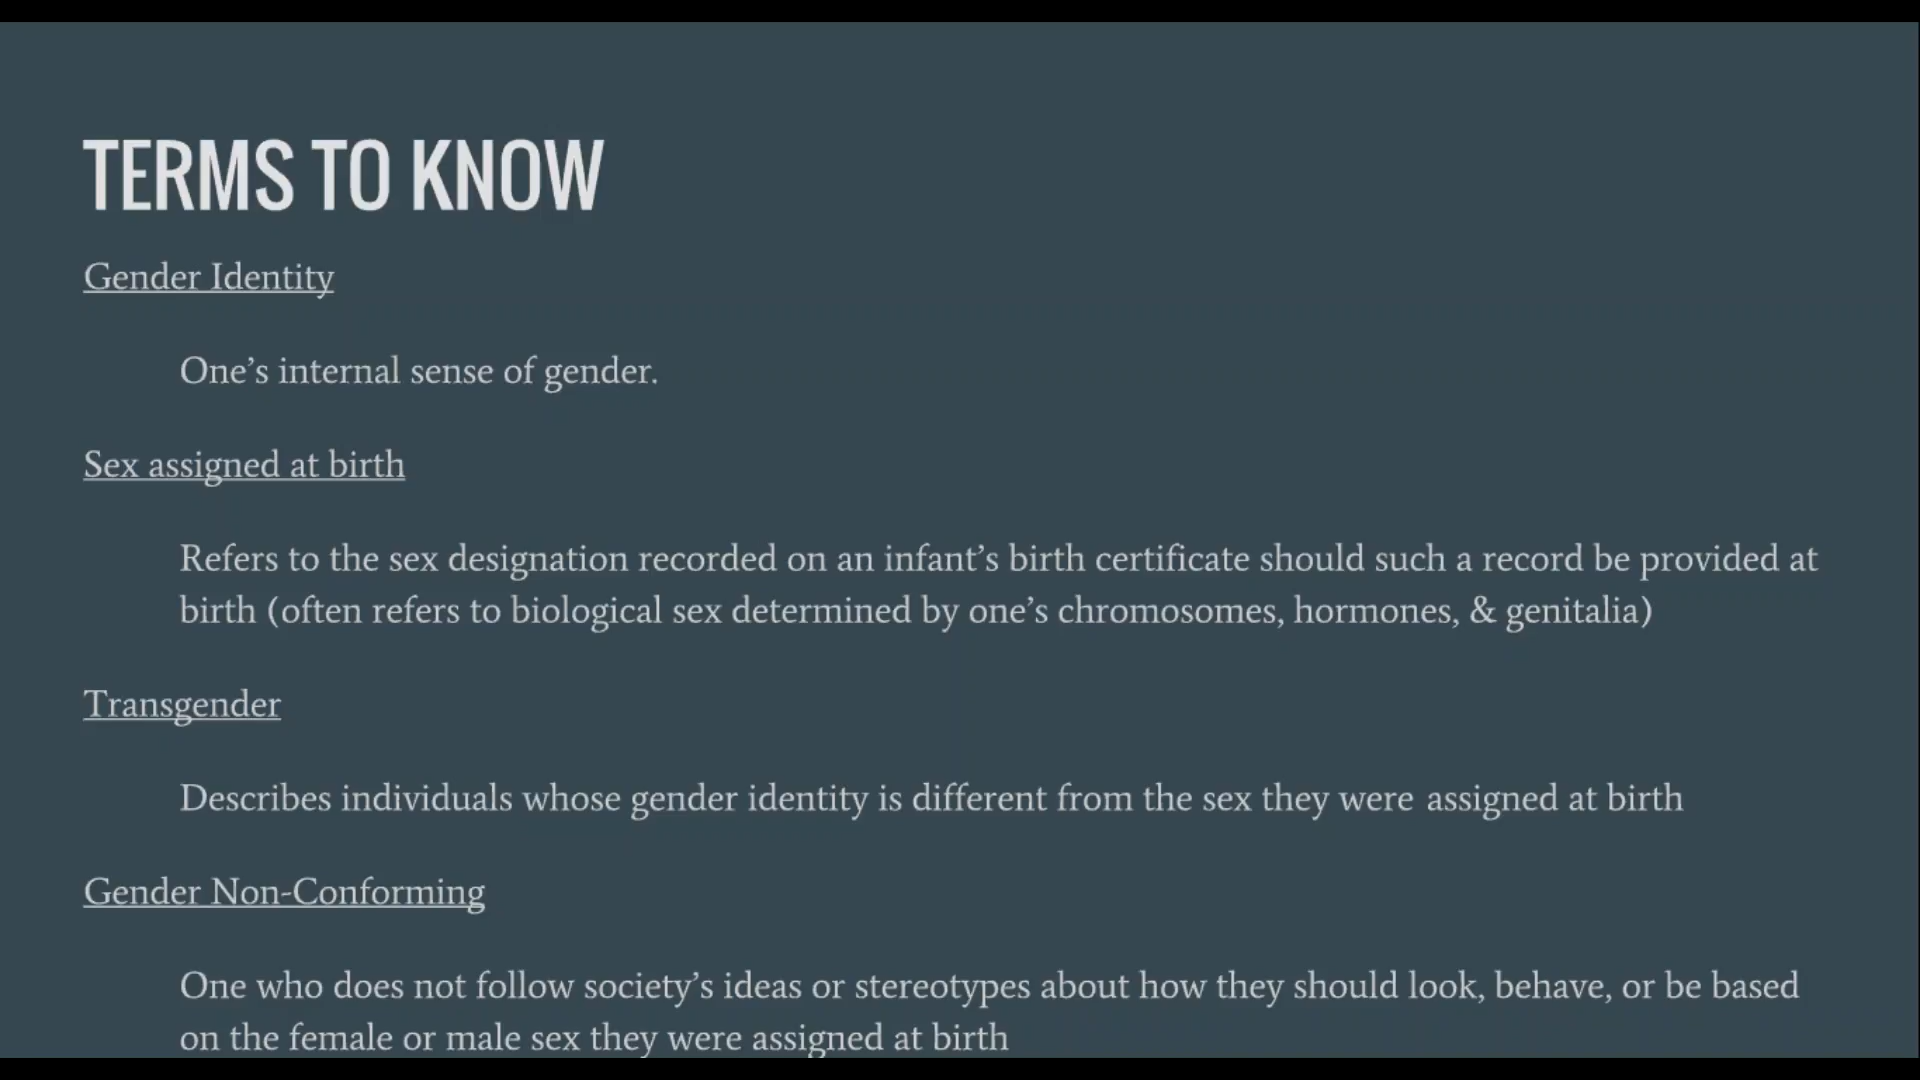 TERMS TO KNOW
Gender Identity
One’s internal sense of gender.
Sex assigned at birth
Refers to the sex designation recorded on an infant’s birth certificate should such a record be provided at
birth (often refers to biological sex determined by one’s chromosomes, hormones, & genitalia)
Transgender
Describes individuals whose gender identity is different from the sex they were assigned at birth
Gender Non-Conforming
One who does not follow society’s ideas or stereotypes about how they should look, behave, or be based
on the female or male sex they were assigned at birth